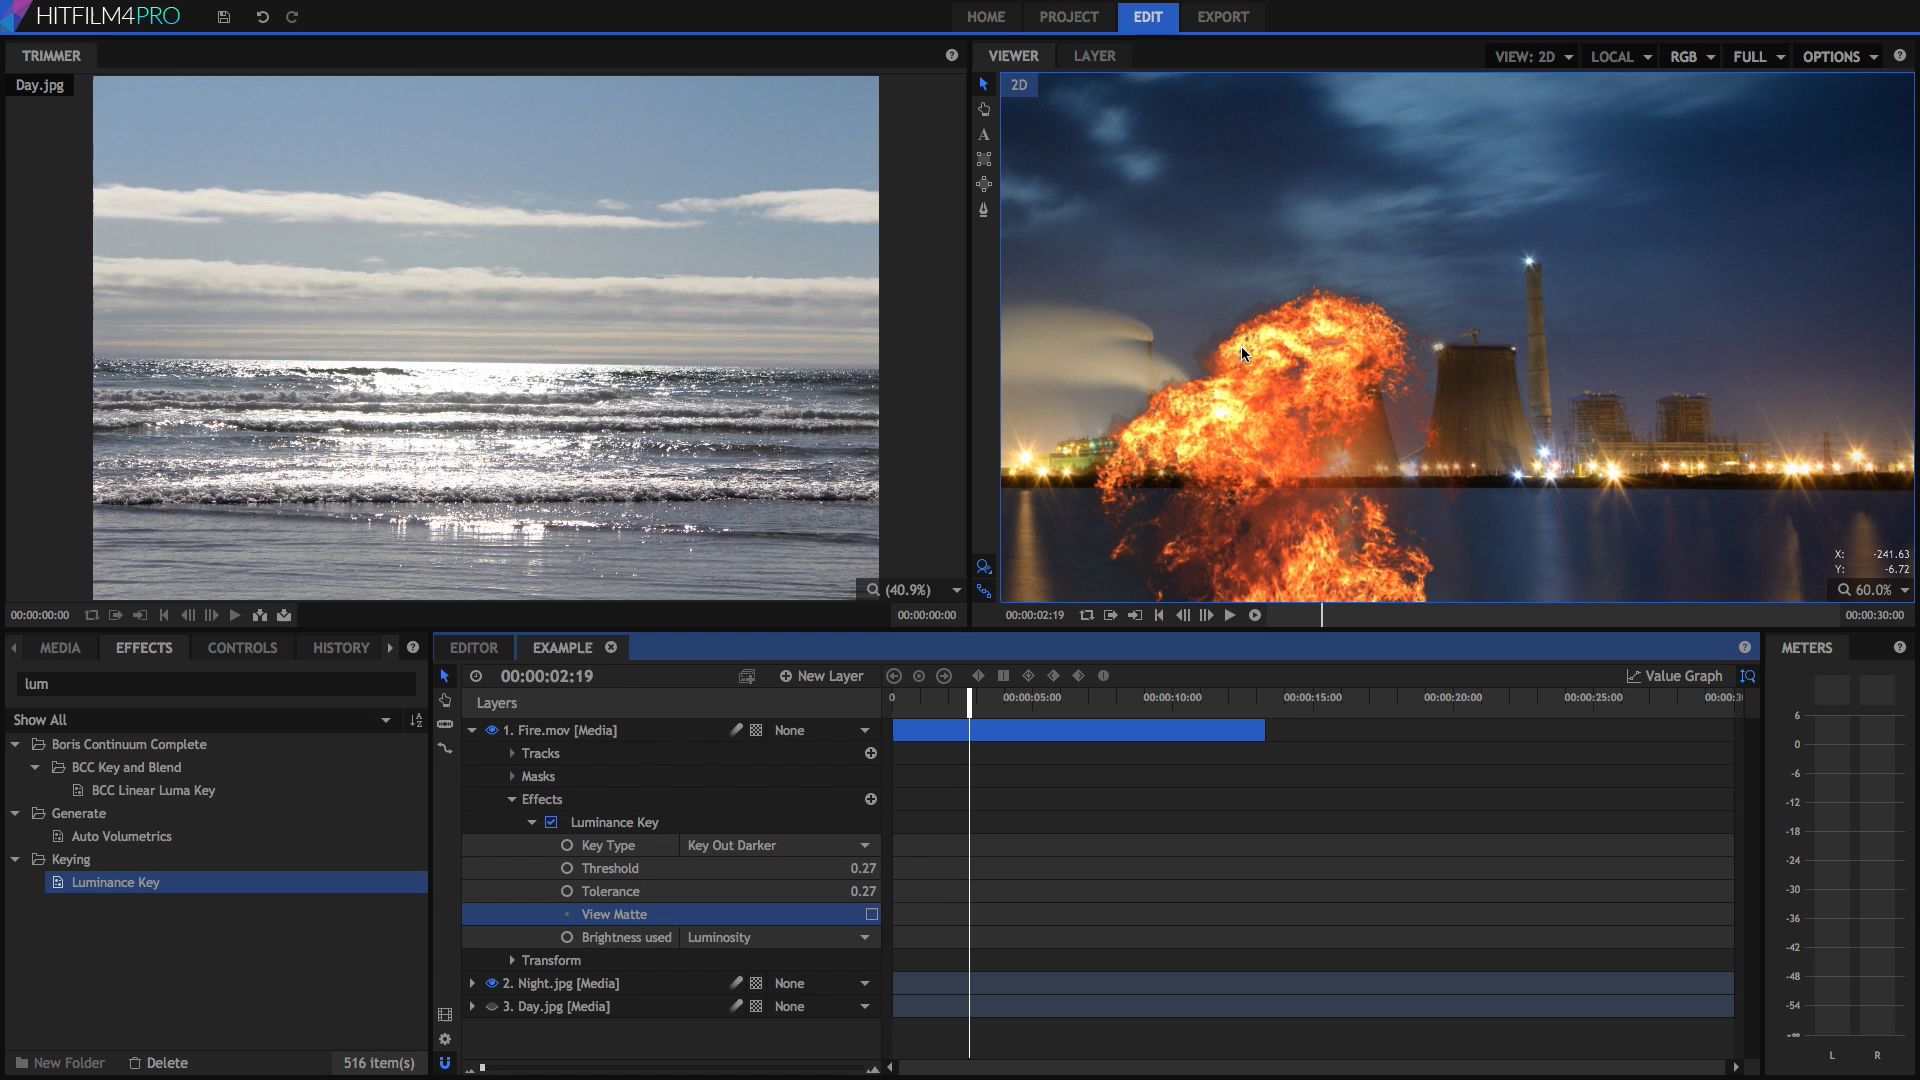 HITFILM4PRO
HOME
PROJECT
EDIT
EXPORT
TRIMMER
VIEWER
LAYER
VIEW: 2D
LOCAL
RGB
FULL
OPTIONS
Day.jpg
2D
A
X: -241.63
Y: -6.72
(40.9%)
60.0%
00:00:00:00
00:00:00:00
00:00:02:19
00:00:30:00
MEDIA
EFFECTS
CONTROLS
HISTORY
EDITOR
EXAMPLE
METERS
lum
00:00:02:19
New Layer
Value Graph
Show All
Layers
0
00:00:05:00
00:00:10:00
00:00:15:00
00:00:20:00
00:00:25:00
00:00:3
Boris Continuum Complete
BCC Key and Blend
BCC Linear Luma Key
Generate
Auto Volumetrics
Keying
Luminance Key
1. Fire.mov [Media]
None
Tracks
Masks
Effects
Luminance Key
Key Type
Key Out Darker
Threshold
0.27
Tolerance
0.27
View Matte
Brightness used
Luminosity
Transform
2. Night.jpg [Media]
None
3. Day.jpg [Media]
None
6
0
-6
-12
-18
-24
-30
-36
-42
-48
-54
-∞
L
R
New Folder
Delete
516 item(s)